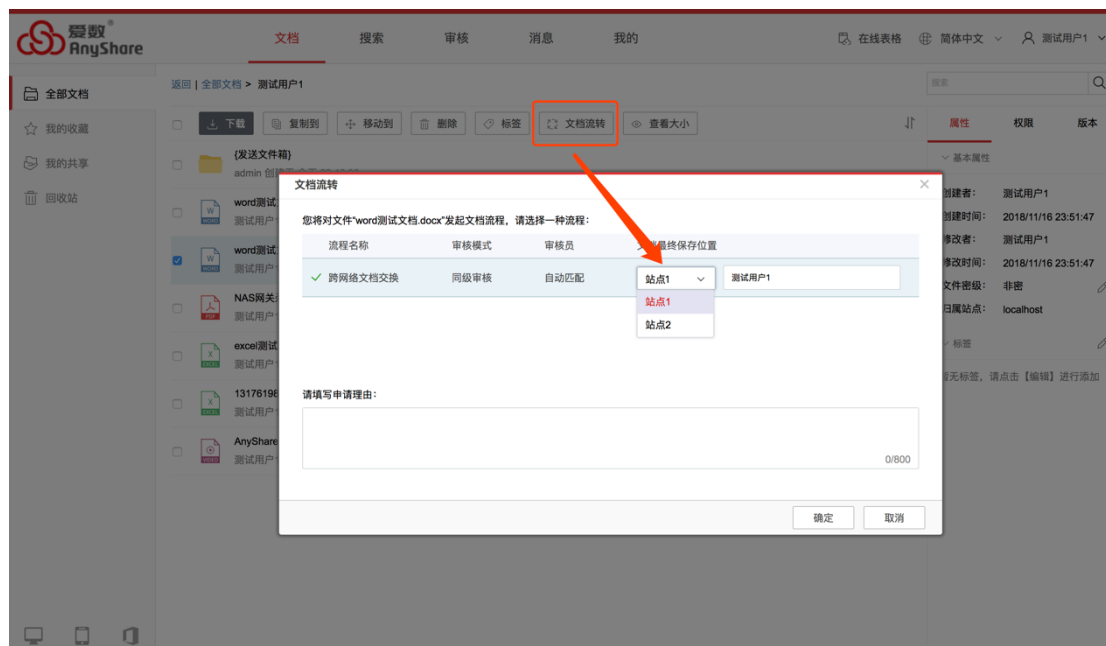 爱数®
AnyShare
文档 搜索 审核 消息 我的
在线表格 简体中文 测试用户1
全部文档
我的收藏
我的共享
回收站
返回 | 全部文档 > 测试用户1
搜索
下载 复制到 移动到 删除 标签 文档流转 查看大小
属性 权限 版本
基本属性
{发送文件箱}
admin
word测试
测试用户
word测试
测试用户
NAS网关
PDF
测试用户
excel测试
测试用户
13176196
测试用户
AnyShare
测试用户
文档流转
您将对文件"word测试文档.docx"发起文档流程，请选择一种流程：
流程名称 审核模式 审核员 最终保存位置
跨网络文档交换 同级审核 自动匹配 站点1 测试用户1
站点1
站点2
请填写申请理由：
0/800
确定 取消
创建者： 测试用户1
创建时间： 2018/11/16 23:51:47
修改者： 测试用户1
修改时间： 2018/11/16 23:51:47
文件密级： 非密
归属站点： localhost
标签
暂无标签，请点击【编辑】进行添加